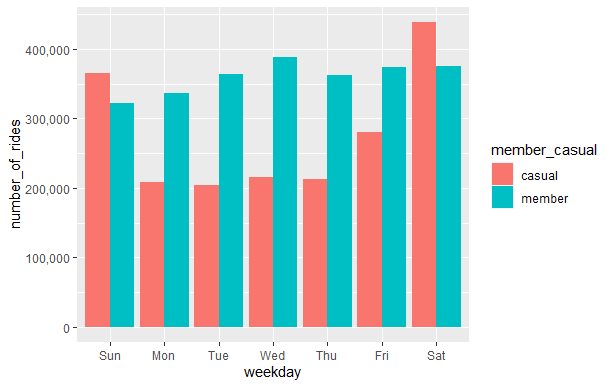 400,000
300,000
200,000
100,000
0
number_of_rides
Sun Mon Tue Wed Thu Fri Sat
weekday
member_casual
casual
member